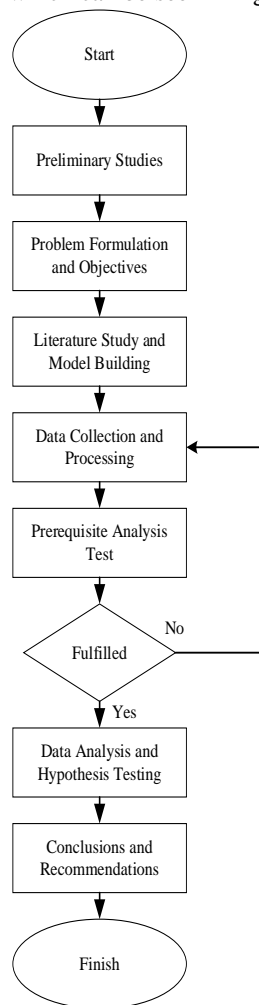 Start
Preliminary Studies
Problem Formulation
and Objectives
Literature Study and
Model Building
Data Collection and
Processing
Prerequisite Analysis
Test
Fulfilled
No
Yes
Data Analysis and
Hypothesis Testing
Conclusions and
Recommendations
Finish